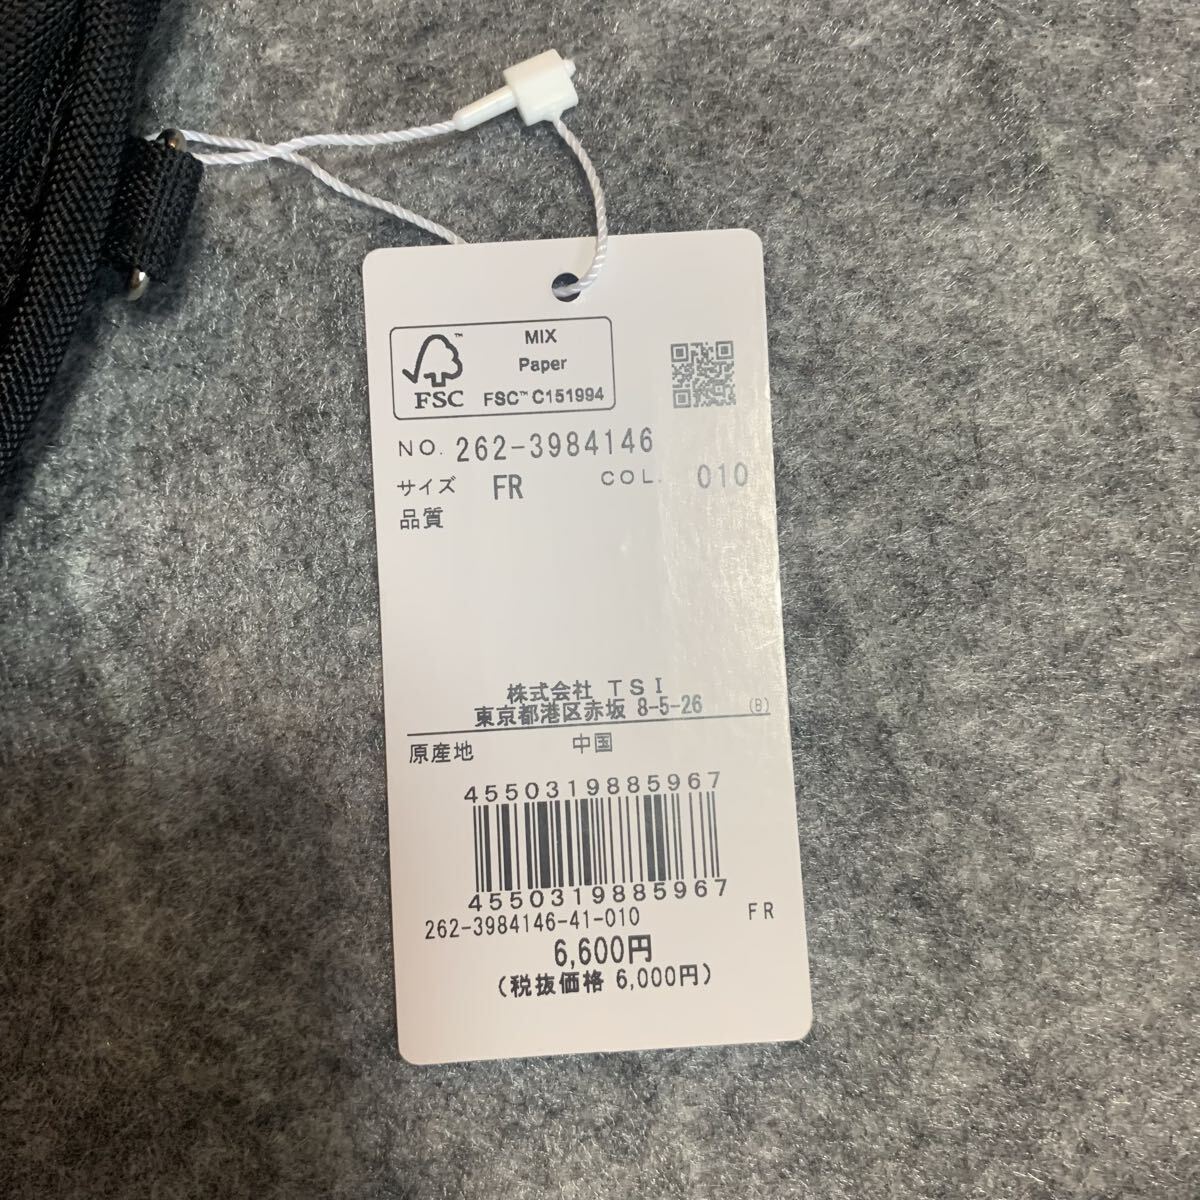 MIX
Paper
FSC™ C151994
FSC
NO. 262-3984146
サイズ FR COL. 010
品質
株式会社 TSI
東京都港区赤坂 8-5-26 (B)
原産地 中国
4550319885967
4550319885967
262-3984146-41-010 FR
6,600円
(税抜価格 6,000円)